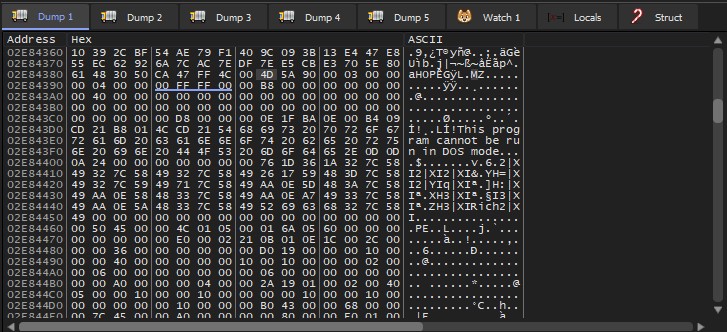 Dump 1 Dump 2 Dump 3 Dump 4 Dump 5 Watch 1 [x=] Locals Struct
Address Hex ASCII
02E84360 10 39 2C BF 54 AE 79 F1 40 9C 09 3B 13 E4 47 E8 .9,¿T®yñ@..;.äGè
02E84370 55 EC 62 92 6A 7C AC 7E DF 7E E5 CB E3 70 5E 80 Uìb.j|¬~ß~åËãp^.
02E84380 61 48 30 50 CA 47 FF 4C 00 4D 5A 90 00 03 00 00 aH0PÊGÿL.MZ.....
02E84390 00 04 00 00 00 FF FF 00 00 B8 00 00 00 00 00 00 .....ÿÿ..¸......
02E843A0 00 40 00 00 00 00 00 00 00 00 00 00 00 00 00 00 .@..............
02E843B0 00 00 00 00 00 00 00 00 00 00 00 00 00 00 00 00 ................
02E843C0 00 00 00 00 00 D8 00 00 00 0E 1F BA 0E 00 B4 09 .....Ø.....º..´.
02E843D0 CD 21 B8 01 4C CD 21 54 68 69 73 20 70 72 6F 67 Í!¸.LÍ!This prog
02E843E0 72 61 6D 20 63 61 6E 6E 6F 74 20 62 65 20 72 75 ram cannot be ru
02E843F0 6E 20 69 6E 20 44 4F 53 20 6D 6F 64 65 2E 0D 0D n in DOS mode...
02E84400 0A 24 00 00 00 00 00 00 00 76 1D 36 1A 32 7C 58 .$.......v.6.2|X
02E84410 49 32 7C 58 49 32 7C 58 49 26 17 59 48 3D 7C 58 I2|XI2|XI&.YH=|X
02E84420 49 32 7C 59 49 71 7C 58 49 AA 0E 5D 48 3A 7C 58 I2|YIq|XIª.]H:|X
02E84430 49 AA 0E 58 48 33 7C 58 49 AA 0E A7 49 33 7C 58 Iª.XH3|XIª.§I3|X
02E84440 49 AA 0E 5A 48 33 7C 58 49 52 69 63 68 32 7C 58 Iª.ZH3|XIRich2|X
02E84450 49 00 00 00 00 00 00 00 00 00 00 00 00 00 00 00 I...............
02E84460 00 50 45 00 00 4C 01 05 00 01 6A 05 60 00 00 00 .PE..L....j.`...
02E84470 00 00 00 00 00 E0 00 02 21 0B 01 0E 1C 00 2C 00 .....à..!.....,.
02E84480 00 00 36 00 00 00 00 00 00 D0 19 00 00 00 10 00 ..6......Ð......
02E84490 00 00 40 00 00 00 00 00 10 00 10 00 00 00 02 00 ..@.............
02E844A0 00 06 00 00 00 00 00 00 00 06 00 00 00 00 00 00 ................
02E844B0 00 00 A0 00 00 00 04 00 00 2A 19 01 00 02 00 40 .. ......*.....@
02E844C0 05 00 00 10 00 00 10 00 00 00 00 10 00 00 10 00 ................
02E844D0 00 00 00 00 00 10 00 00 00 B0 43 00 00 68 00 00 .........°C..h..